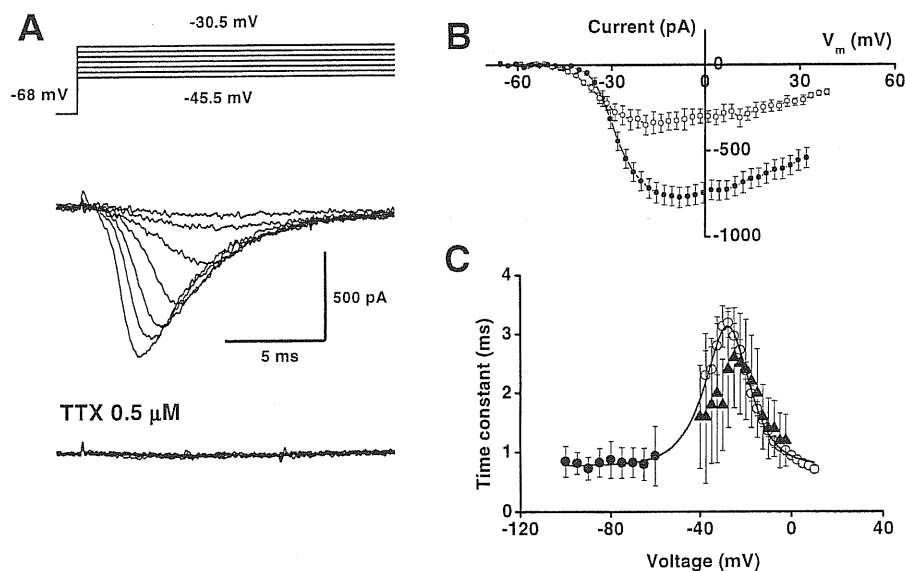 A
-30.5 mV
-68 mV
-45.5 mV
500 pA
5 ms
TTX 0.5 μM
B
Current (pA)
Vm (mV)
0
-60
-30
0
30
60
-500
-1000
C
4
3
2
1
0
Time constant (ms)
-120
-80
-40
0
40
Voltage (mV)